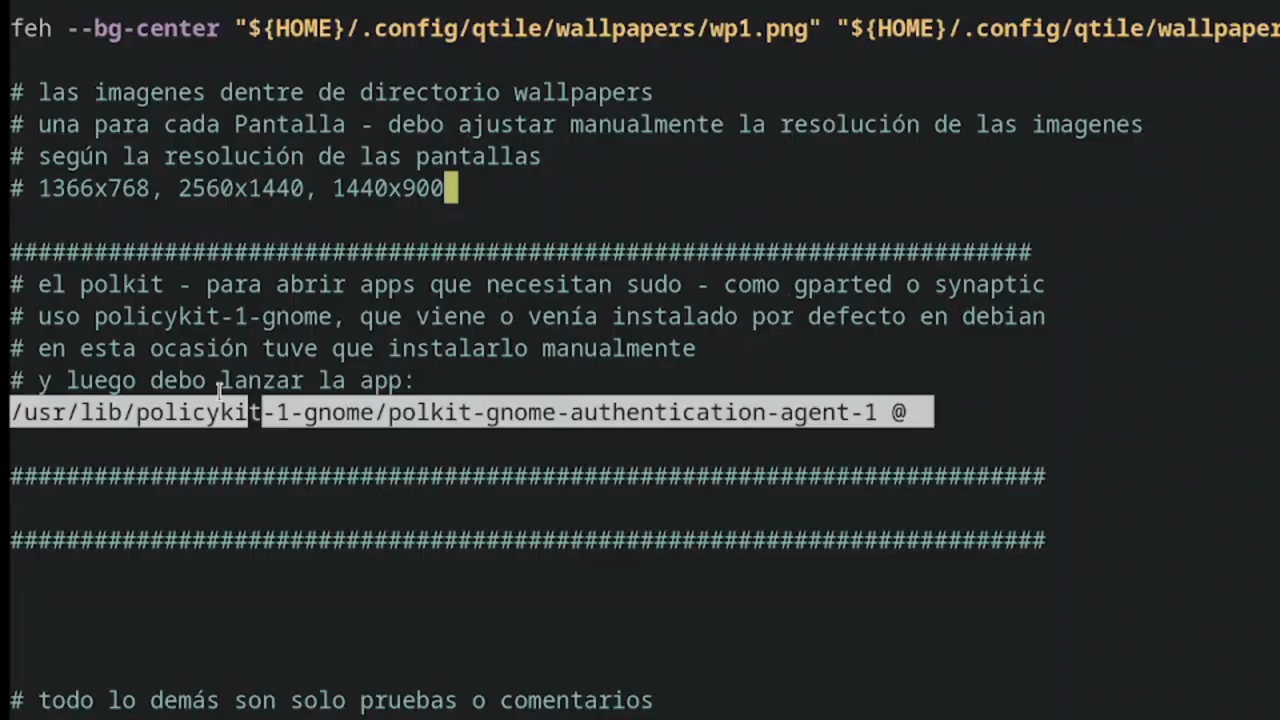 feh --bg-center "${HOME}/.config/qtile/wallpapers/wp1.png" "${HOME}/.config/qtile/wallpaper
# las imagenes dentre de directorio wallpapers
# una para cada Pantalla - debo ajustar manualmente la resolución de las imagenes
# según la resolución de las pantallas
# 1366x768, 2560x1440, 1440x900
#########################################################################
# el polkit - para abrir apps que necesitan sudo - como gparted o synaptic
# uso policykit-1-gnome, que viene o venía instalado por defecto en debian
# en esta ocasión tuve que instalarlo manualmente
# y luego debo lanzar la app:
/usr/lib/policykit-1-gnome/polkit-gnome-authentication-agent-1 @
##########################################################################
##########################################################################
# todo lo demás son solo pruebas o comentarios